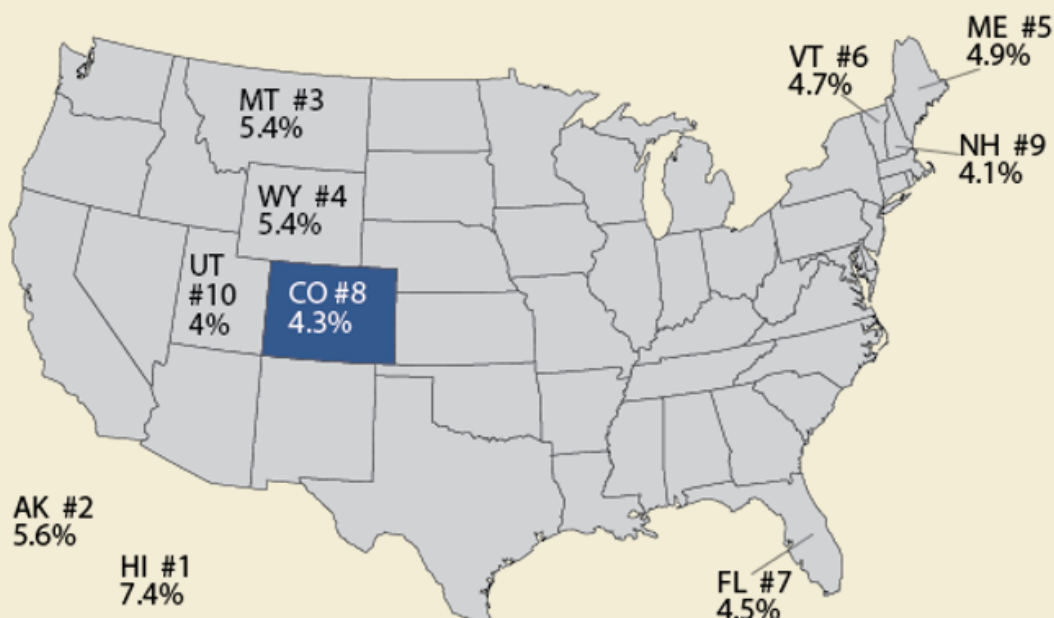 ME #5
4.9%
VT #6
4.7%
MT #3
5.4%
NH #9
4.1%
WY #4
5.4%
UT
#10
4%
CO #8
4.3%
AK #2
5.6%
HI #1
7.4%
FL #7
4.5%